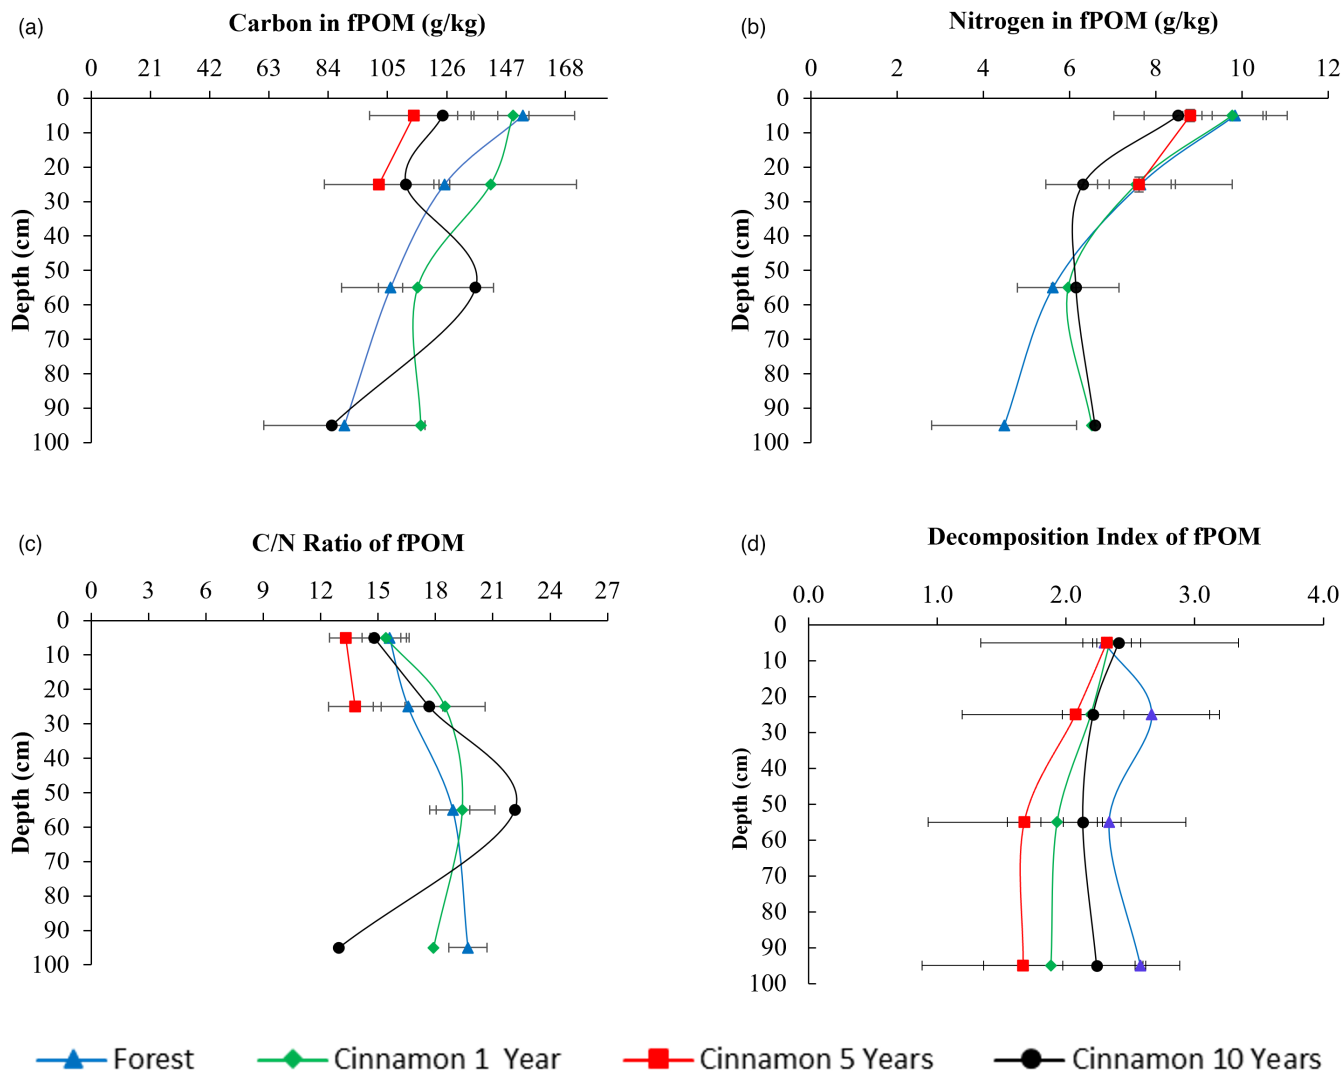 (a)
Carbon in fPOM (g/kg)
0 21 42 63 84 105 126 147 168
0
10
20
30
40
50
60
70
80
90
100
Depth (cm)
(b)
Nitrogen in fPOM (g/kg)
0 2 4 6 8 10 12
0
10
20
30
40
50
60
70
80
90
100
Depth (cm)
(c)
C/N Ratio of fPOM
0 3 6 9 12 15 18 21 24 27
0
10
20
30
40
50
60
70
80
90
100
Depth (cm)
(d)
Decomposition Index of fPOM
0.0 1.0 2.0 3.0 4.0
0
10
20
30
40
50
60
70
80
90
100
Depth (cm)
Forest Cinnamon 1 Year Cinnamon 5 Years Cinnamon 10 Years